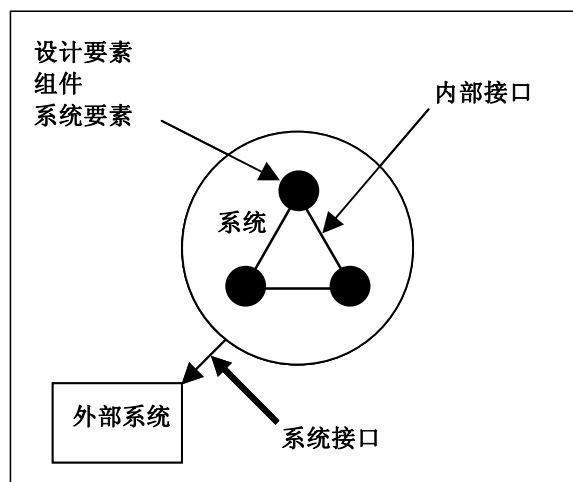 设计要素
组件
系统要素
内部接口
系统
外部系统
系统接口